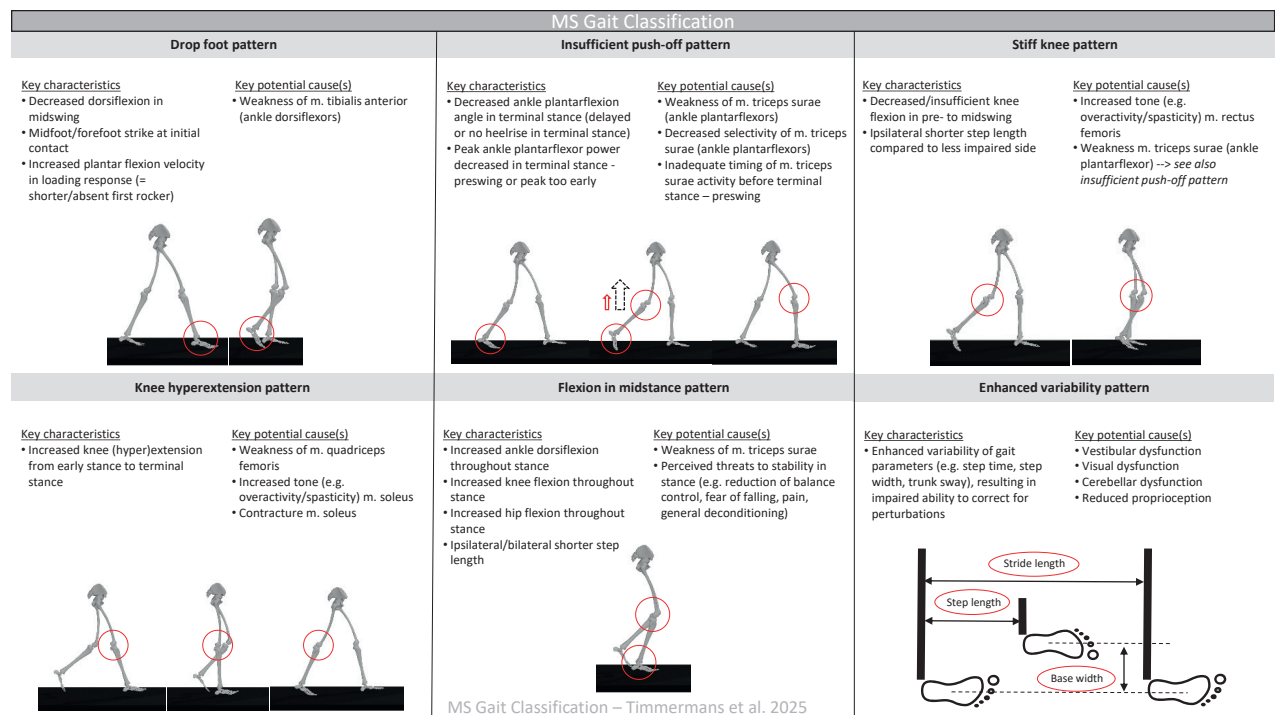 MS Gait Classification
Drop foot pattern
Key characteristics
• Decreased dorsiflexion in
midswing
• Midfoot/forefoot strike at initial
contact
• Increased plantar flexion velocity
in loading response (=
shorter/absent first rocker)
Key potential cause(s)
• Weakness of m. tibialis anterior
(ankle dorsiflexors)
Insufficient push-off pattern
Key characteristics
• Decreased ankle plantarflexion
angle in terminal stance (delayed
or no heelrise in terminal stance)
• Peak ankle plantarflexor power
decreased in terminal stance -
preswing or peak too early
Key potential cause(s)
• Weakness of m. triceps surae
(ankle plantarflexors)
• Decreased selectivity of m. triceps
surae (ankle plantarflexors)
• Inadequate timing of m. triceps
surae activity before terminal
stance – preswing
Stiff knee pattern
Key characteristics
• Decreased/insufficient knee
flexion in pre- to midswing
• Ipsilateral shorter step length
compared to less impaired side
Key potential cause(s)
• Increased tone (e.g.
overactivity/spasticity) m. rectus
femoris
• Weakness m. triceps surae (ankle
plantarflexor) --> see also
insufficient push-off pattern
Knee hyperextension pattern
Key characteristics
• Increased knee (hyper)extension
from early stance to terminal
stance
Key potential cause(s)
• Weakness of m. quadriceps
femoris
• Increased tone (e.g.
overactivity/spasticity) m. soleus
• Contracture m. soleus
Flexion in midstance pattern
Key characteristics
• Increased ankle dorsiflexion
throughout stance
• Increased knee flexion throughout
stance
• Increased hip flexion throughout
stance
• Ipsilateral/bilateral shorter step
length
Key potential cause(s)
• Weakness of m. triceps surae
• Perceived threats to stability in
stance (e.g. reduction of balance
control, fear of falling, pain,
general deconditioning)
Enhanced variability pattern
Key characteristics
• Enhanced variability of gait
parameters (e.g. step time, step
width, trunk sway), resulting in
impaired ability to correct for
perturbations
Key potential cause(s)
• Vestibular dysfunction
• Visual dysfunction
• Cerebellar dysfunction
• Reduced proprioception
Stride length
Step length
Base width
MS Gait Classification – Timmermans et al. 2025